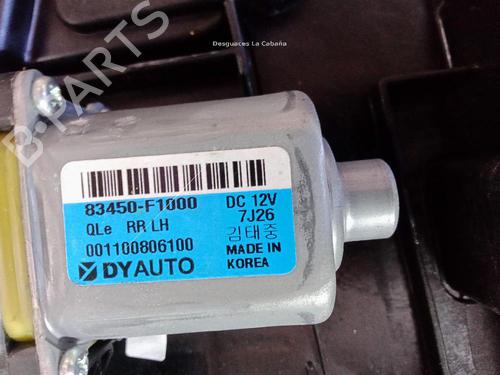 Desguaces La Cabaña
B-PARTS
83450-F1000 DC 12V
QLe RR LH 7J26
001100806100 김태중
DYAUTO MADE IN
KOREA